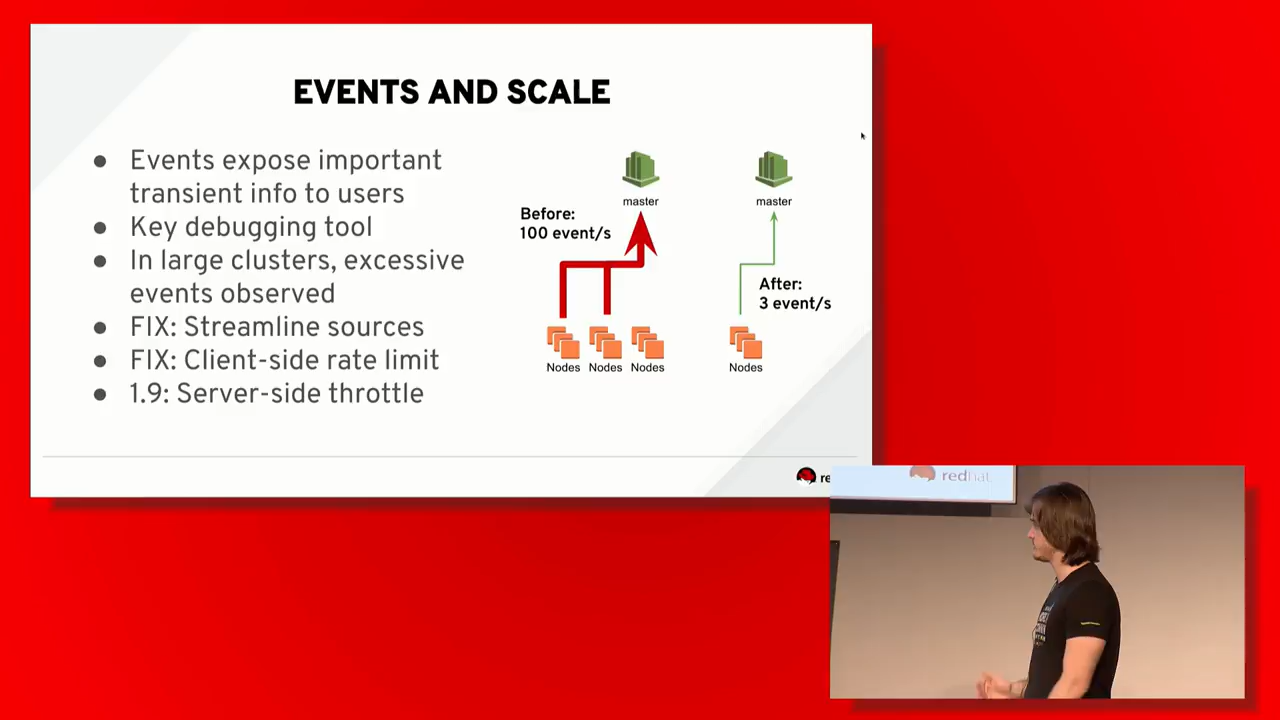 EVENTS AND SCALE
● Events expose important
transient info to users
● Key debugging tool
● In large clusters, excessive
events observed
● FIX: Streamline sources
● FIX: Client-side rate limit
● 1.9: Server-side throttle
master
master
Before:
100 event/s
After:
3 event/s
Nodes
Nodes
Nodes
Nodes
re
redhat